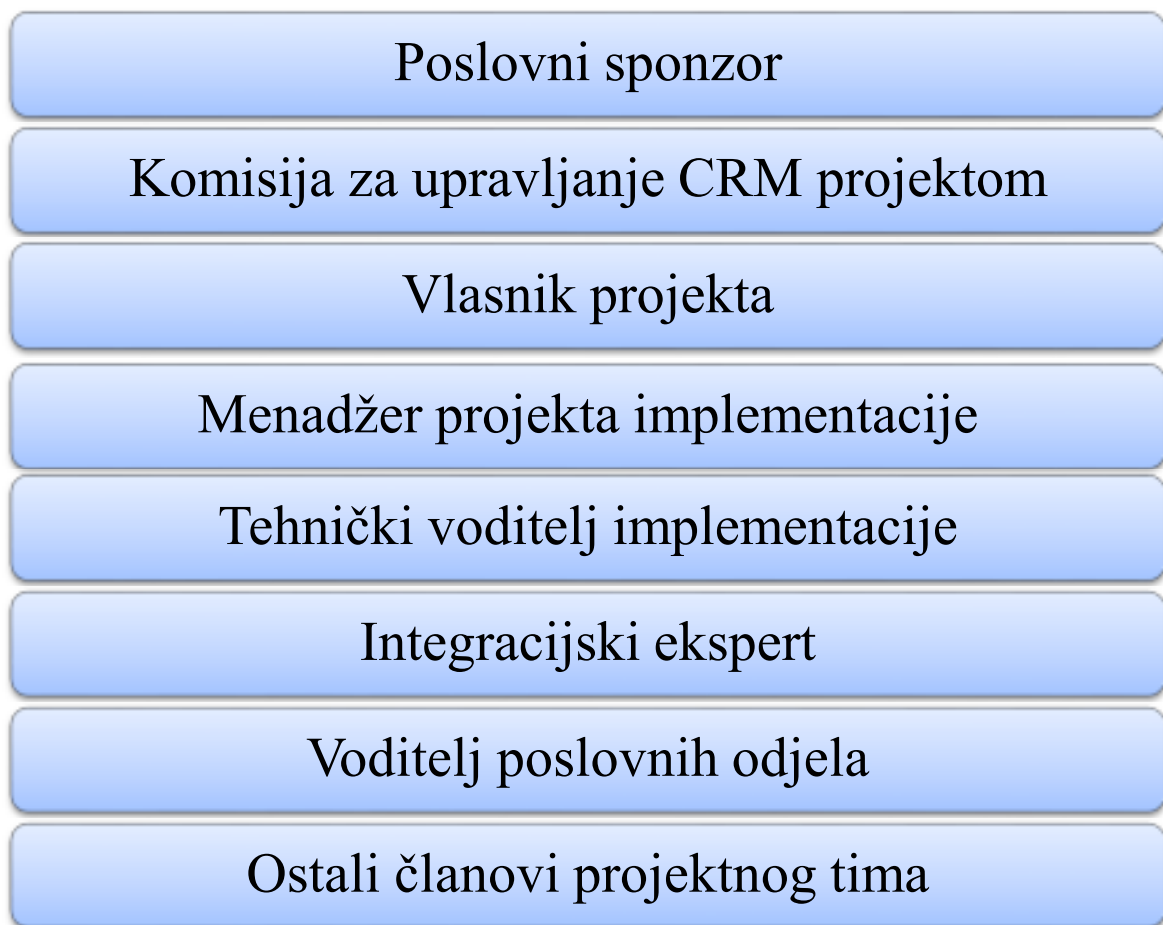 Poslovni sponzor
Komisija za upravljanje CRM projektom
Vlasnik projekta
Menadžer projekta implementacije
Tehnički voditelj implementacije
Integracijski ekspert
Voditelj poslovnih odjela
Ostali članovi projektnog tima